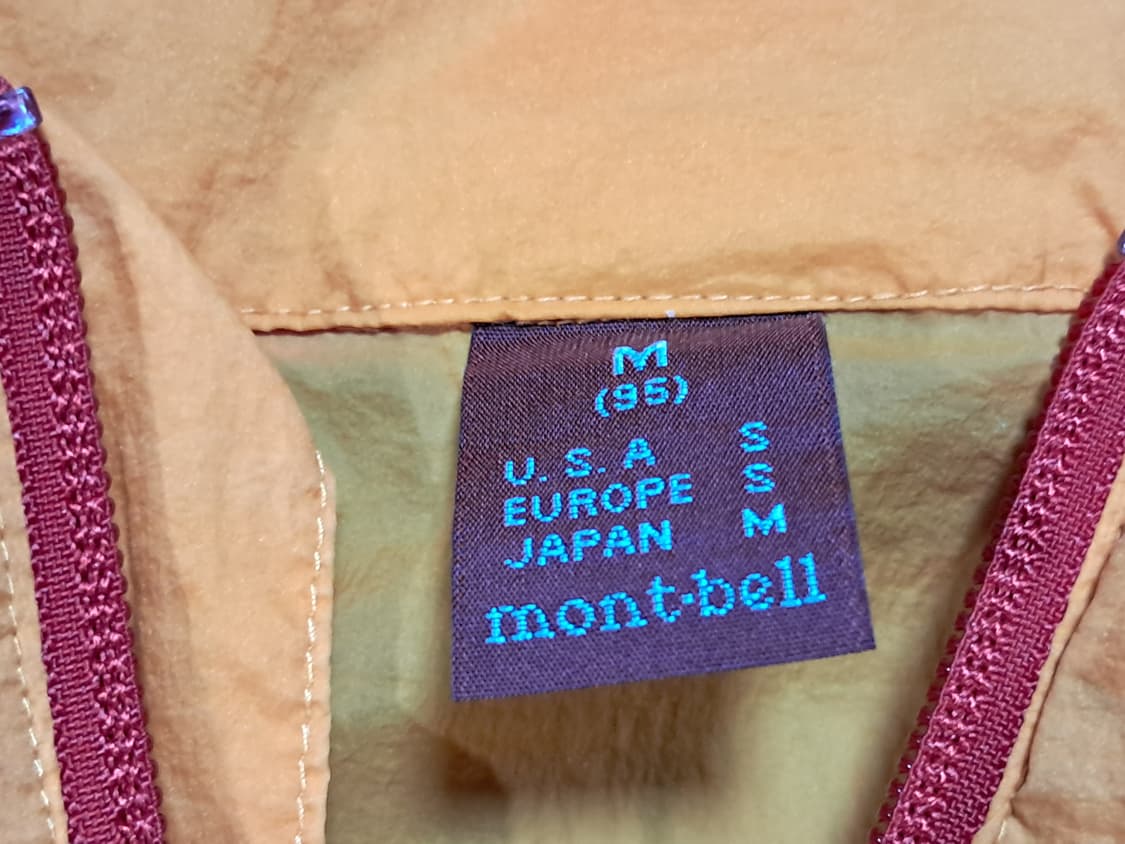 M
(95)
U.S.A S
EUROPE S
JAPAN M
mont-bell